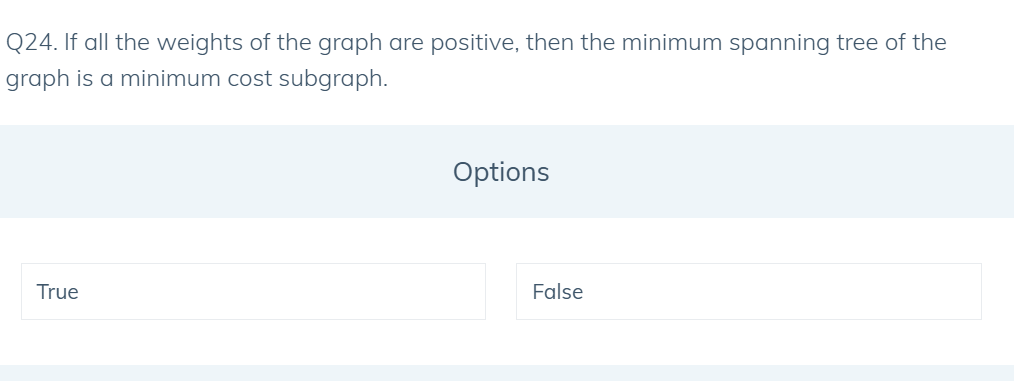 Q24. If all the weights of the graph are positive, then the minimum spanning tree of the
graph is a minimum cost subgraph.
Options
True
False